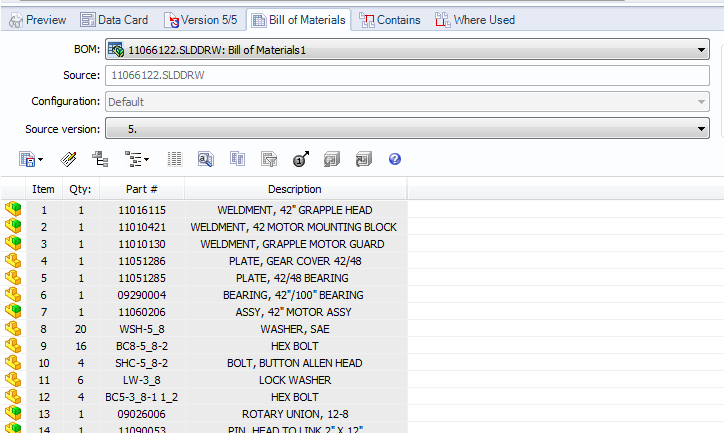 Preview Data Card Version 5/5 Bill of Materials Contains Where Used
BOM: 11066122.SLDDRW: Bill of Materials1
Source: 11066122.SLDDRW
Configuration: Default
Source version: 5.
Item Qty: Part # Description
1 1 11016115 WELDMENT, 42" GRAPPLE HEAD
2 1 11010421 WELDMENT, 42 MOTOR MOUNTING BLOCK
3 1 11010130 WELDMENT, GRAPPLE MOTOR GUARD
4 1 11051286 PLATE, GEAR COVER 42/48
5 1 11051285 PLATE, 42/48 BEARING
6 1 09290004 BEARING, 42"/100" BEARING
7 1 11060206 ASSY, 42" MOTOR ASSY
8 20 WSH-5_8 WASHER, SAE
9 16 BC8-5_8-2 HEX BOLT
10 4 SHC-5_8-2 BOLT, BUTTON ALLEN HEAD
11 6 LW-3_8 LOCK WASHER
12 4 BC5-3_8-1 1_2 HEX BOLT
13 1 09026006 ROTARY UNION, 12-8
14 1 11090053 PIN, HEAD TO LINK 2" X 12"